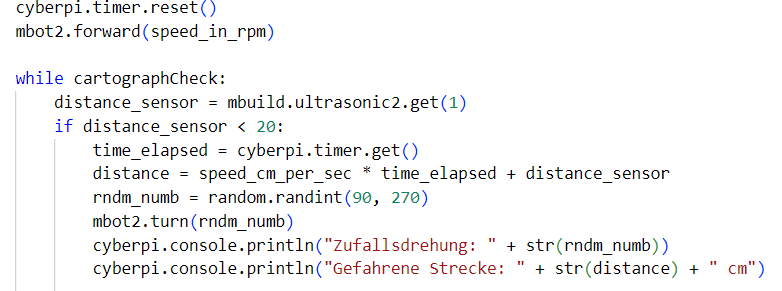 cyberpi.timer.reset()
mbot2.forward(speed_in_rpm)
while cartographCheck:
distance_sensor = mbuild.ultrasonic2.get(1)
if distance_sensor < 20:
time_elapsed = cyberpi.timer.get()
distance = speed_cm_per_sec * time_elapsed + distance_sensor
rndm_numb = random.randint(90, 270)
mbot2.turn(rndm_numb)
cyberpi.console.println("Zufallsdrehung: " + str(rndm_numb))
cyberpi.console.println("Gefahrene Strecke: " + str(distance) + " cm")